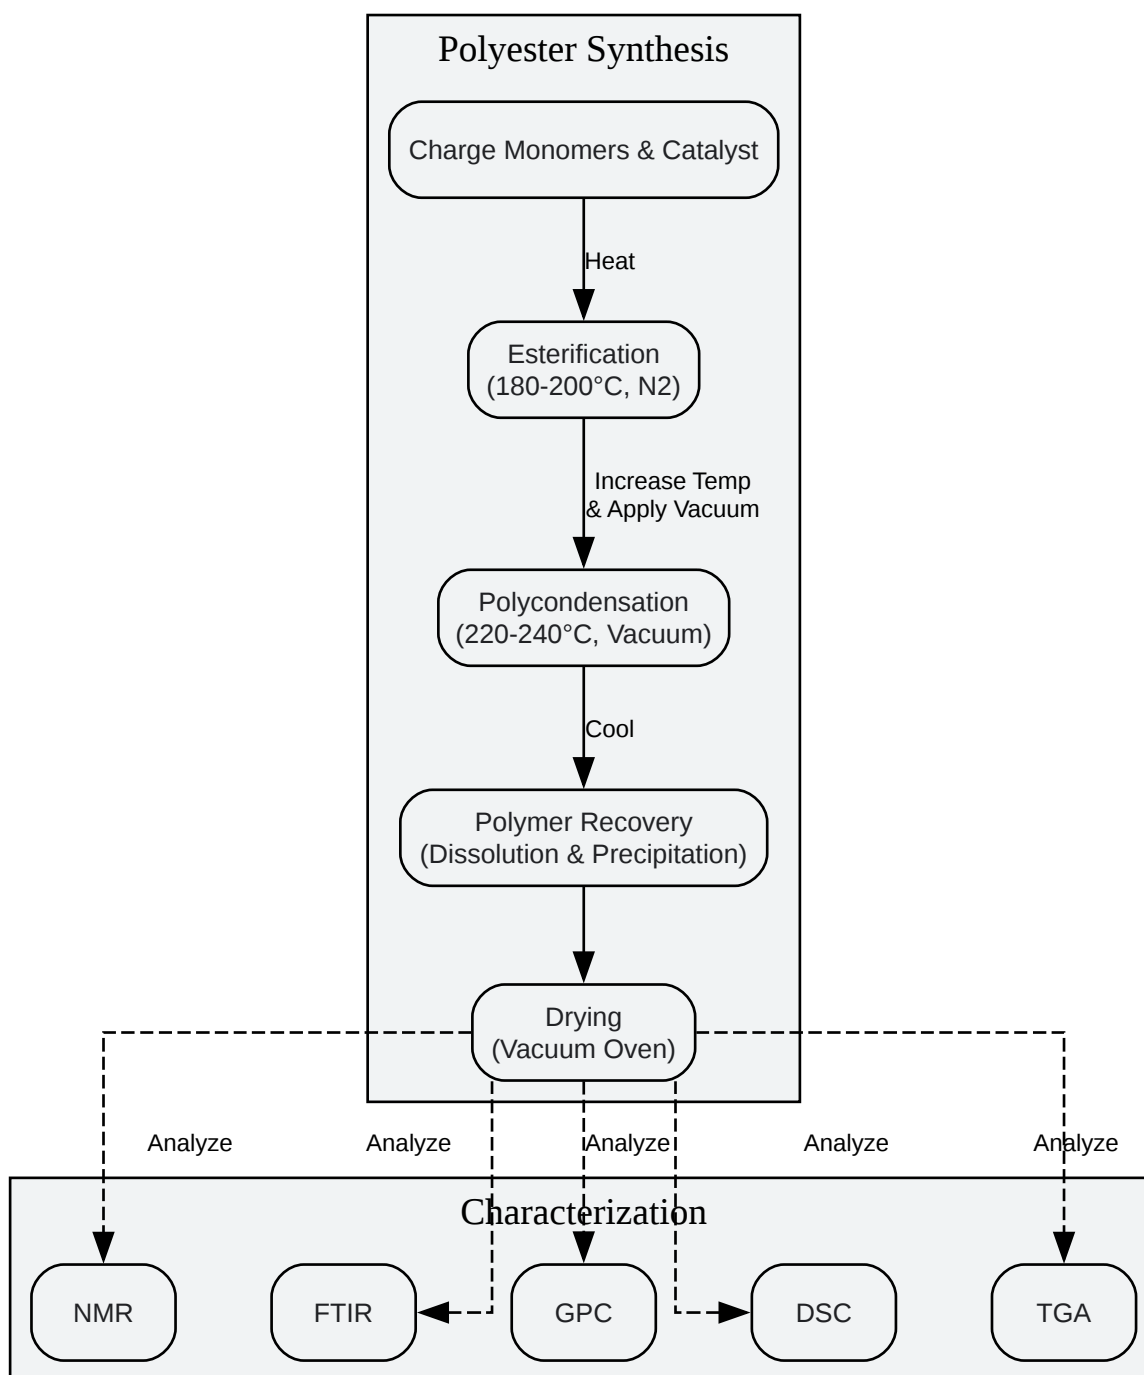 Polyester Synthesis
Charge Monomers & Catalyst
Heat
Esterification
(180-200°C, N2)
Increase Temp
& Apply Vacuum
Polycondensation
(220-240°C, Vacuum)
Cool
Polymer Recovery
(Dissolution & Precipitation)
Drying
(Vacuum Oven)
Analyze
Analyze
Analyze
Analyze
Analyze
Characterization
NMR
FTIR
GPC
DSC
TGA